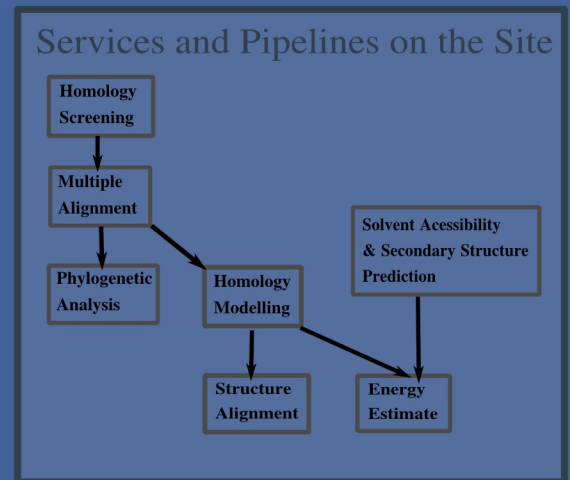 Services and Pipelines on the Site
Homology
Screening
Multiple
Alignment
Phylogenetic
Analysis
Homology
Modelling
Solvent Acessibility
& Secondary Structure
Prediction
Structure
Alignment
Energy
Estimate